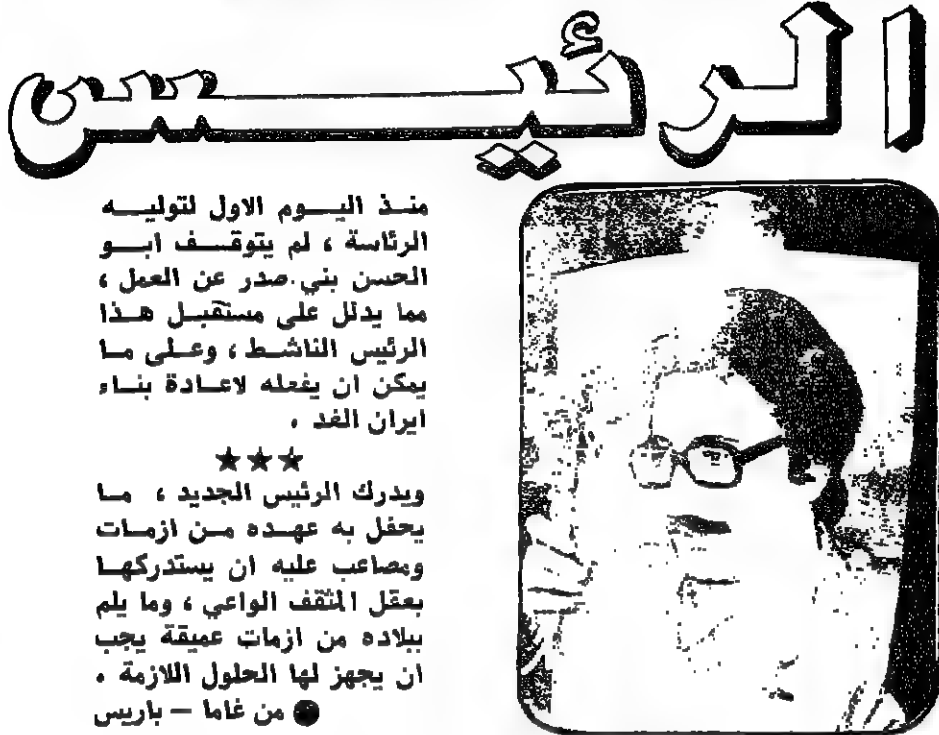 الرئيس
منذ اليوم الاول لتوليه
الرئاسة ، لم يتوقف ابو
الحسن بني صدر عن العمل ،
مما يدلل على مستقبل هذا
الرئيس الناشط ، وعلى ما
يمكن ان يفعله لاعادة بناء
ايران الغد .
★★★
ويدرك الرئيس الجديد ، ما
يحفل به عهده من ازمات
ومصاعب عليه ان يستدركها
بعقل المثقف الواعي ، وما يلم
ببلاده من ازمات عميقة يجب
ان يجهز لها الحلول اللازمة .
● من غاما – باريس